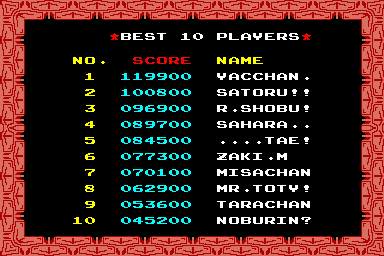 ★BEST 10 PLAYERS★
NO. SCORE NAME
1 119900 YACCHAN.
2 100800 SATORU!!
3 096900 R.SHOBU!
4 089700 SAHARA..
5 084500 ....TAE!
6 077300 ZAKI.M
7 070100 MISACHAN
8 062900 MR.TOTY!
9 053600 TARACHAN
10 045200 NOBURIN?